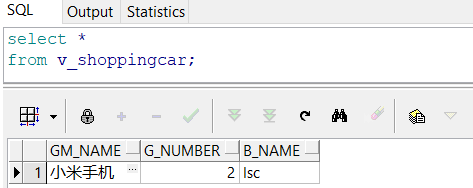 SQL Output Statistics
select *
from v_shoppingcar;
GM_NAME G_NUMBER B_NAME
1 小米手机 ... 2 lsc